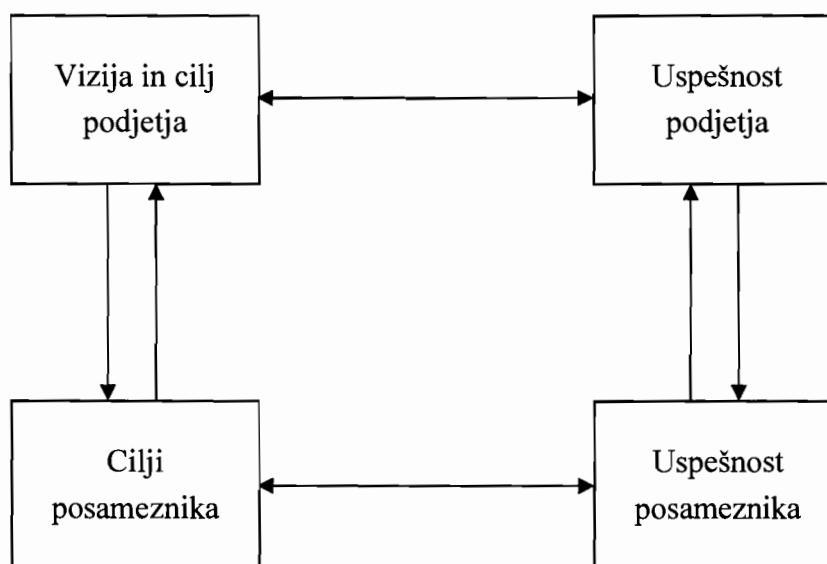 Vizija in cilj
podjetja
Uspešnost
podjetja
Cilji
posameznika
Uspešnost
posameznika